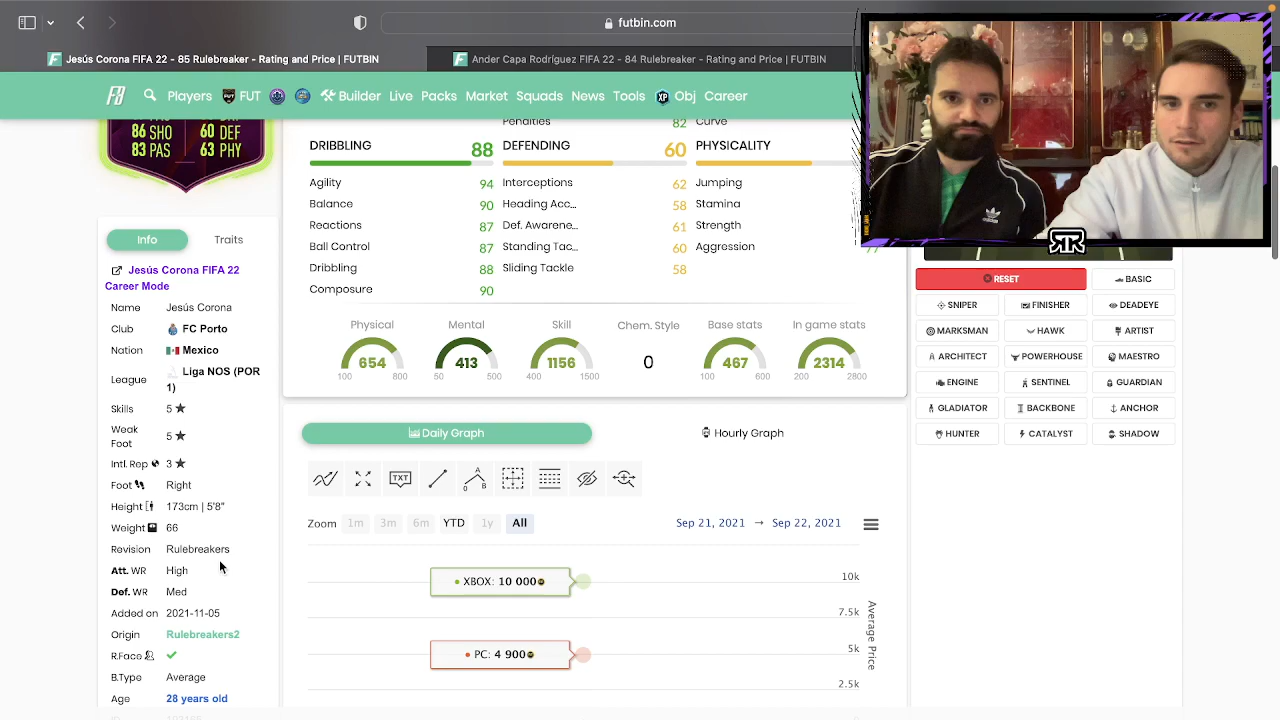 futbin.com
Jesús Corona FIFA 22 - 85 Rulebreaker - Rating and Price | FUTBIN
Ander Capa Rodríguez FIFA 22 - 84 Rulebreaker - Rating and Price | FUTBIN
Players FUT Builder Live Packs Market Squads News Tools XP Obj Career
86 SHO 60 DEF
83 PAS 63 PHY
Penalties 82 Curve
DRIBBLING 88 DEFENDING 60 PHYSICALITY
Agility 94 Interceptions 62 Jumping
Balance 90 Heading Acc... 58 Stamina
Reactions 87 Def. Aware... 61 Strength
Ball Control 87 Standing Tac... 60 Aggression 77
Dribbling 88 Sliding Tackle 58
Composure 90
Physical Mental Skill Chem. Style Base stats In game stats
654 413 1156 0 467 2314
100 800 50 500 400 1500 100 600 200 2800
Info Traits
Jesús Corona FIFA 22
Career Mode
Name Jesús Corona
Club FC Porto
Nation Mexico
League Liga NOS (POR
1)
Skills 5
Weak
Foot 5
Intl. Rep 3
Foot Right
Height 173cm | 5'8"
Weight 66
Revision Rulebreakers
Att. WR High
Def. WR Med
Added on 2021-11-05
Origin Rulebreakers2
R.Face
B.Type Average
Age 28 years old
Daily Graph Hourly Graph
TXT
A
0 B
Zoom 1m 3m 6m YTD 1y All Sep 21, 2021 → Sep 22, 2021
XBOX: 10 000
PC: 4 900
10k
7.5k
5k
2.5k
Average Price
RESET BASIC
SNIPER FINISHER DEADEYE
MARKSMAN HAWK ARTIST
ARCHITECT POWERHOUSE MAESTRO
ENGINE SENTINEL GUARDIAN
GLADIATOR BACKBONE ANCHOR
HUNTER CATALYST SHADOW